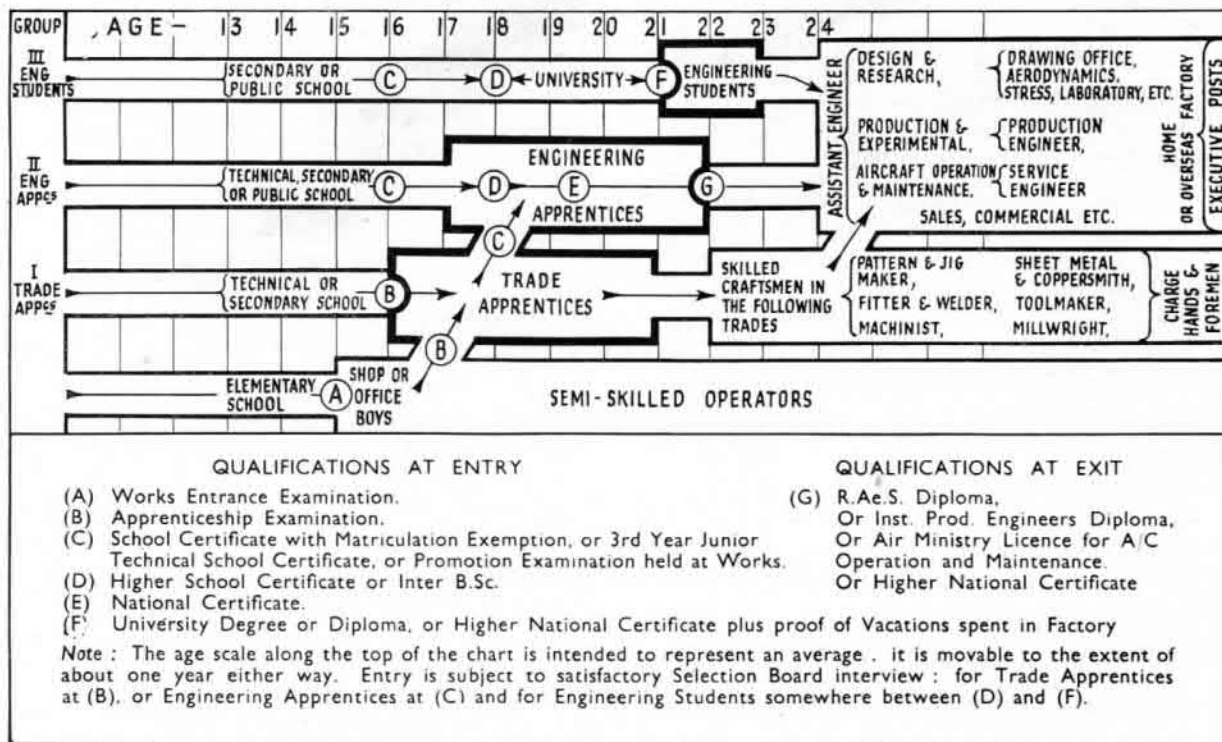 GROUP AGE - 13 14 15 16 17 18 19 20 21 22 23 24
III
ENG
STUDENTS
SECONDARY OR
PUBLIC SCHOOL
C
D
UNIVERSITY
F
ENGINEERING
STUDENTS
ASSISTANT ENGINEER
DESIGN &
RESEARCH,
DRAWING OFFICE,
AERODYNAMICS.
STRESS, LABORATORY, ETC.
PRODUCTION &
EXPERIMENTAL,
PRODUCTION
ENGINEER,
AIRCRAFT OPERATION
& MAINTENANCE.
SERVICE
ENGINEER
SALES, COMMERCIAL ETC.
HOME
OR OVERSEAS FACTORY
EXECUTIVE POSTS
II
ENG
APPCS
TECHNICAL, SECONDARY
OR PUBLIC SCHOOL
C
D
E
G
ENGINEERING
APPRENTICES
C
I
TRADE
APPCS
TECHNICAL OR
SECONDARY SCHOOL
B
TRADE
APPRENTICES
SKILLED
CRAFTSMEN IN
THE FOLLOWING
TRADES
PATTERN & JIG
MAKER,
FITTER & WELDER,
MACHINIST,
SHEET METAL
& COPPERSMITH,
TOOLMAKER,
MILLWRIGHT,
CHARGE
HANDS &
FOREMEN
B
ELEMENTARY
SCHOOL
A
SHOP OR
OFFICE
BOYS
SEMI-SKILLED OPERATORS
QUALIFICATIONS AT ENTRY
(A) Works Entrance Examination.
(B) Apprenticeship Examination.
(C) School Certificate with Matriculation Exemption, or 3rd Year Junior
Technical School Certificate, or Promotion Examination held at Works.
(D) Higher School Certificate or Inter B.Sc.
(E) National Certificate.
(F) University Degree or Diploma, or Higher National Certificate plus proof of Vacations spent in Factory
QUALIFICATIONS AT EXIT
(G) R.Ae.S. Diploma,
Or Inst. Prod. Engineers Diploma,
Or Air Ministry Licence for A/C
Operation and Maintenance.
Or Higher National Certificate
Note : The age scale along the top of the chart is intended to represent an average . it is movable to the extent of
about one year either way. Entry is subject to satisfactory Selection Board interview : for Trade Apprentices
at (B), or Engineering Apprentices at (C) and for Engineering Students somewhere between (D) and (F).